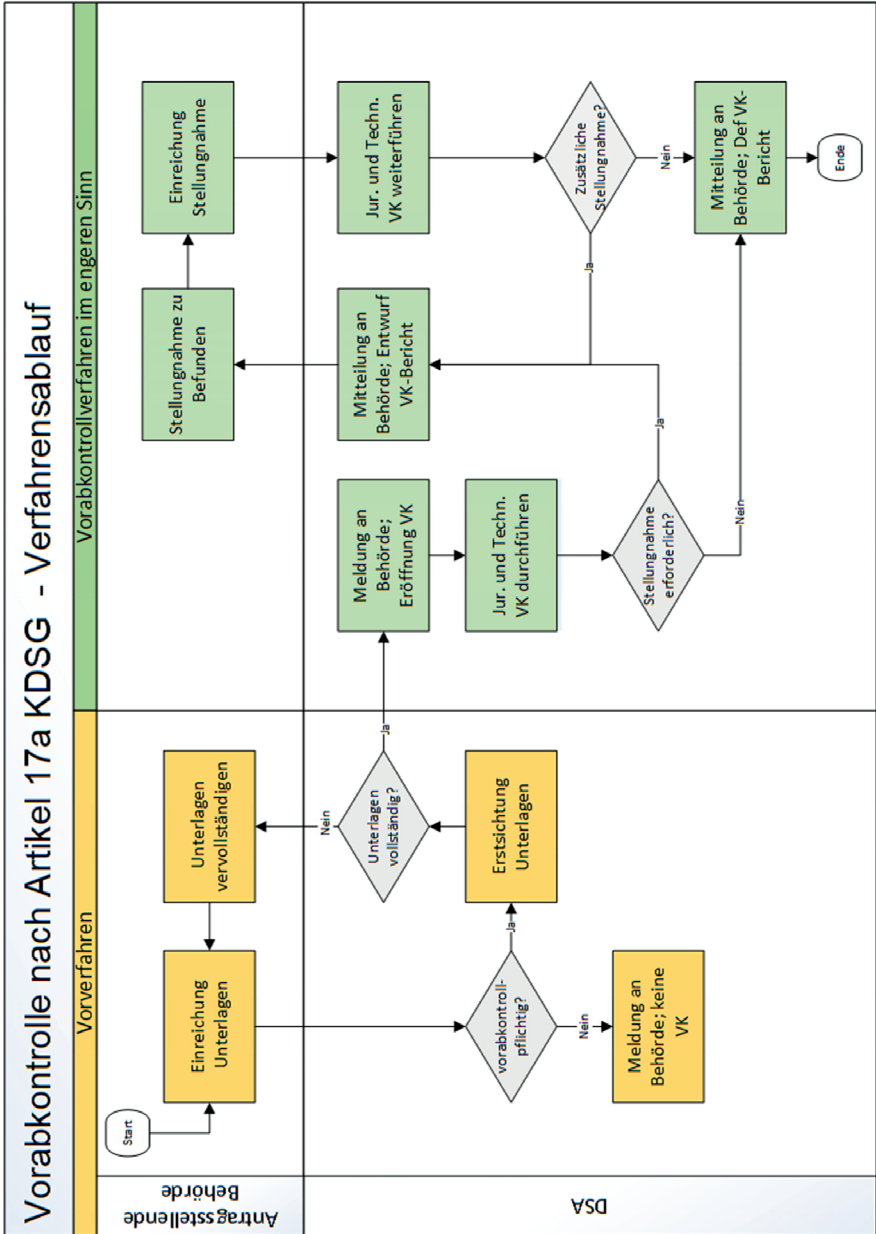 Vorabkontrolle nach Artikel 17a KDSG - Verfahrensablauf
Vorverfahren
Vorabkontrollverfahren im engeren Sinn
Antragsstellende
Behörde
Start
Einreichung
Unterlagen
Unterlagen
vervollständigen
Stellungnahme zu
Befunden
Einreichung
Stellungnahme
DSA
vorabkontroll-
pflichtig?
Nein
Meldung an
Behörde; keine
VK
Ja
Erstsichtung
Unterlagen
Unterlagen
vollständig?
Nein
Ja
Meldung an
Behörde;
Eröffnung VK
Jur. und Techn.
VK durchführen
Stellungnahme
erforderlich?
Ja
Nein
Mitteilung an
Behörde; Entwurf
VK-Bericht
Jur. und Techn.
VK weiterführen
Zusätzliche
Stellungnahme?
Ja
Nein
Mitteilung an
Behörde; Def VK-
Bericht
Ende